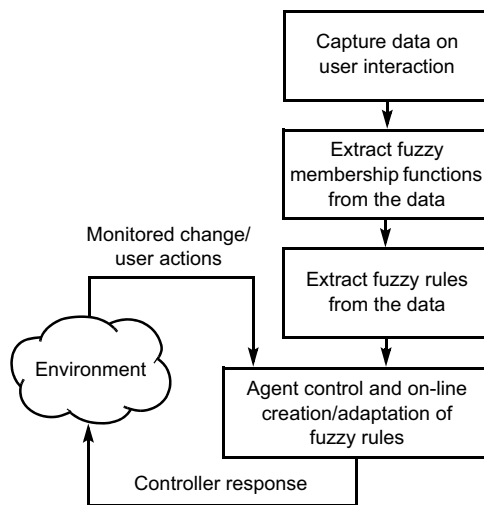 Capture data on
user interaction
Extract fuzzy
membership functions
from the data
Monitored change/
user actions
Extract fuzzy rules
from the data
Environment
Agent control and on-line
creation/adaptation of
fuzzy rules
Controller response